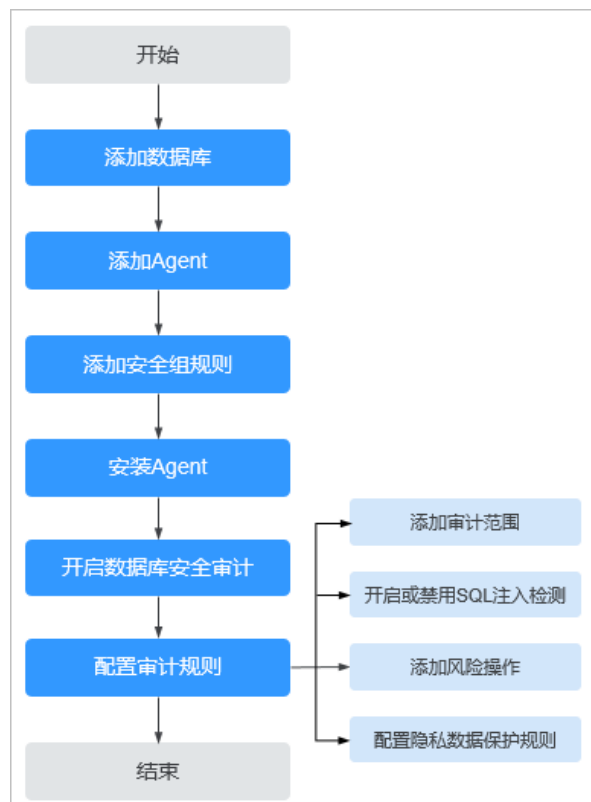 开始
添加数据库
添加Agent
添加安全组规则
安装Agent
开启数据库安全审计
配置审计规则
结束
添加审计范围
开启或禁用SQL注入检测
添加风险操作
配置隐私数据保护规则